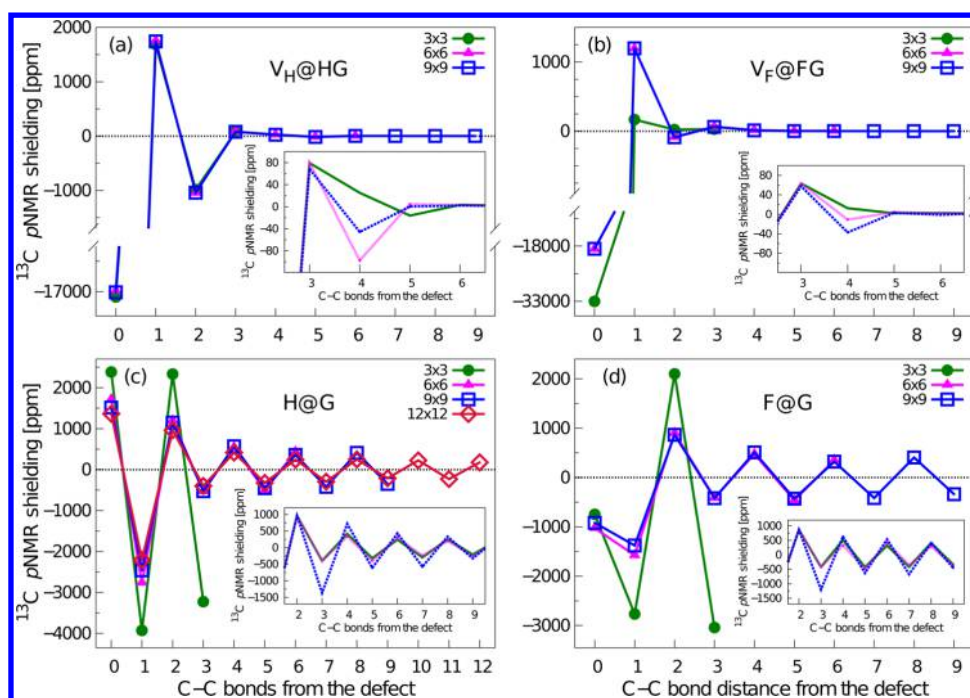 (a)
V_H@HG
3x3
6x6
9x9
2000
1000
0
−1000
−17000
¹³C pNMR shielding [ppm]
0 1 2 3 4 5 6 7 8 9
80
40
0
−40
−80
¹³C pNMR shielding [ppm]
3 4 5 6
C−C bonds from the defect
(b)
V_F@FG
3x3
6x6
9x9
1000
0
−18000
−33000
0 1 2 3 4 5 6 7 8 9
80
40
0
−40
−80
¹³C pNMR shielding [ppm]
3 4 5 6
C−C bonds from the defect
(c)
H@G
3x3
6x6
9x9
12x12
2000
1000
0
−1000
−2000
−3000
−4000
¹³C pNMR shielding [ppm]
0 1 2 3 4 5 6 7 8 9 10 11 12
C−C bonds from the defect
1000
500
0
−500
−1000
−1500
¹³C pNMR shielding [ppm]
2 3 4 5 6 7 8 9
C−C bonds from the defect
(d)
F@G
3x3
6x6
9x9
2000
1000
0
−1000
−2000
−3000
0 1 2 3 4 5 6 7 8 9
C−C bond distance from the defect
1000
500
0
−500
−1000
−1500
¹³C pNMR shielding [ppm]
2 3 4 5 6 7 8 9
C−C bonds from the defect